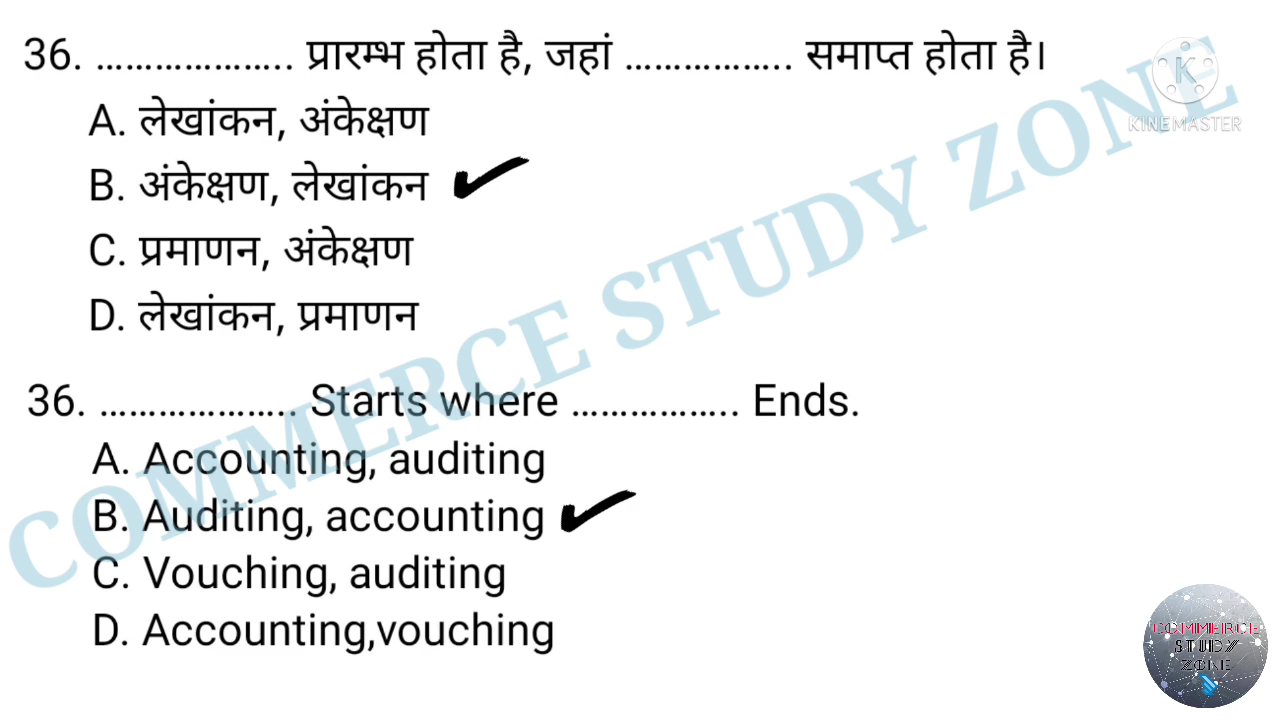 36. .................... प्रारम्भ होता है, जहां ................. समाप्त होता है।
A. लेखांकन, अंकेक्षण
B. अंकेक्षण, लेखांकन ✔
C. प्रमाणन, अंकेक्षण
D. लेखांकन, प्रमाणन
36. .................... Starts where ................. Ends.
A. Accounting, auditing
B. Auditing, accounting ✔
C. Vouching, auditing
D. Accounting,vouching
COMMERCE STUDY ZONE
K
KINEMASTER
COMMERCE
STUDY
ZONE